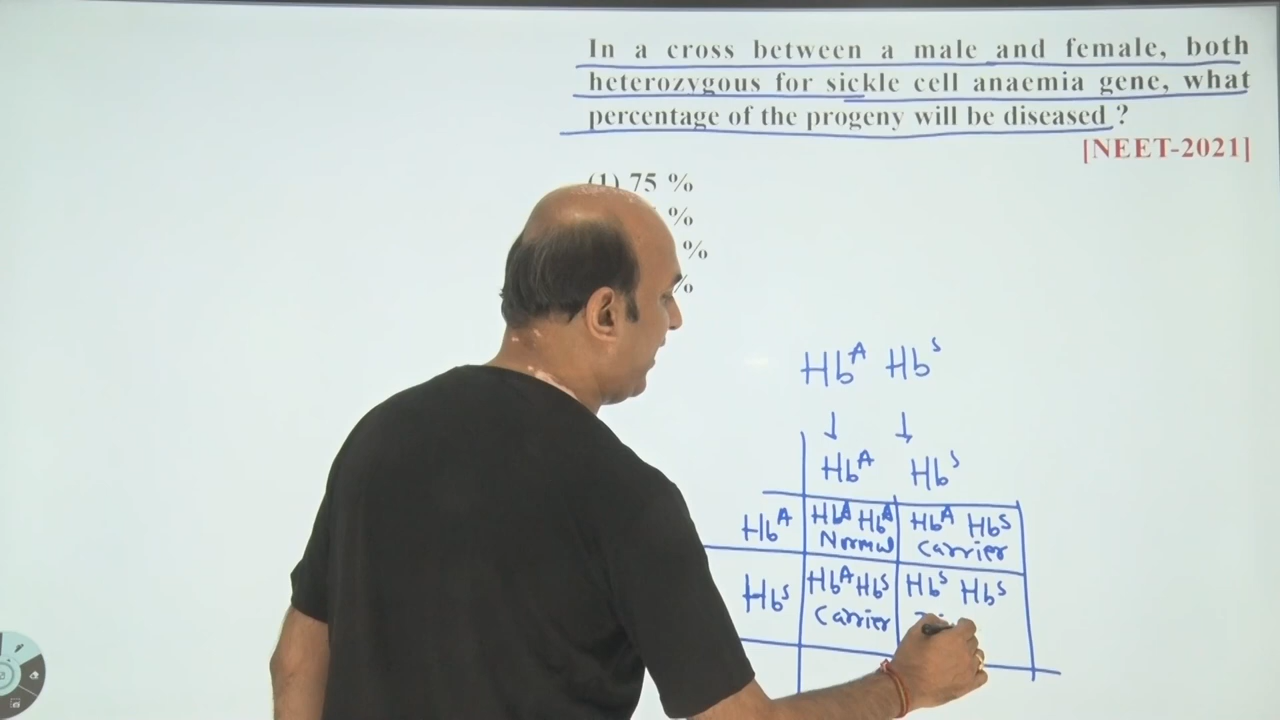 In a cross between a male and female, both
heterozygous for sickle cell anaemia gene, what
percentage of the progeny will be diseased ?
[NEET-2021]
(1) 75 %
%
%
%
Hb^A Hb^S
↓ ↓
Hb^A Hb^S
Hb^A Hb^A Hb^A Hb^A Hb^S
Normal Carrier
Hb^S Hb^A Hb^S Hb^S Hb^S
Carrier